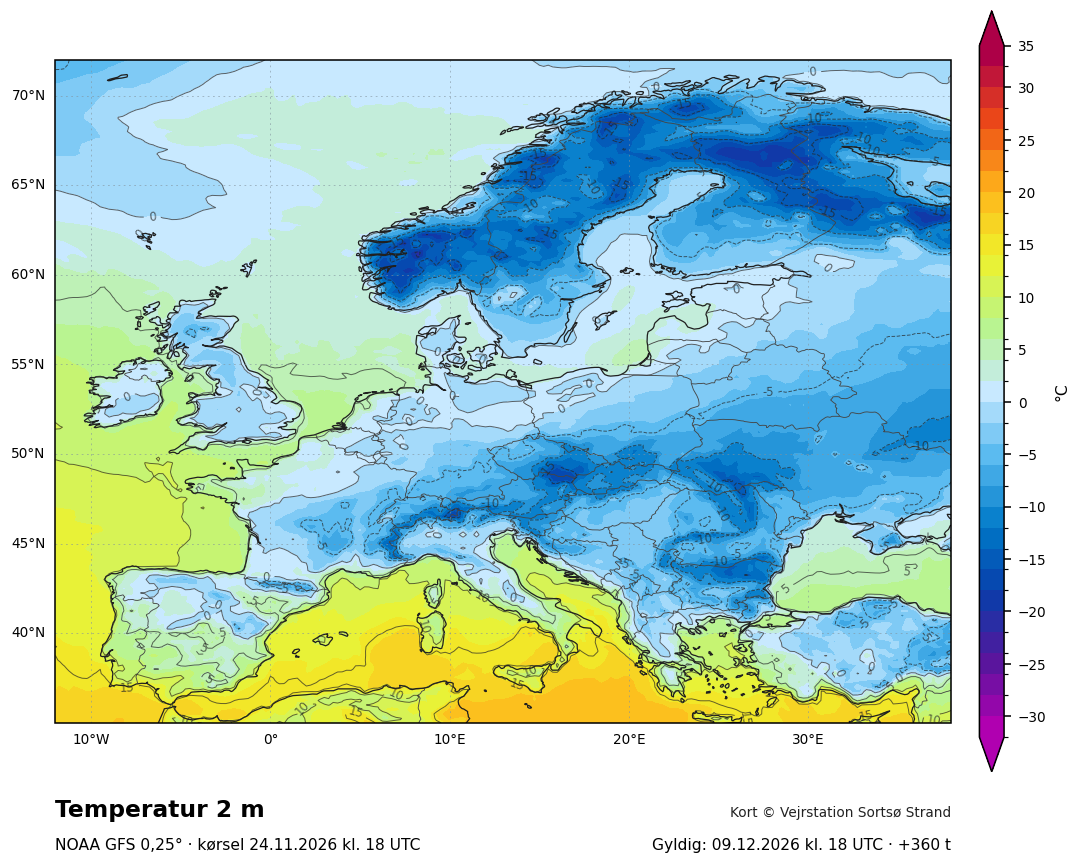 35
30
25
20
15
10
5
0
−5
−10
−15
−20
−25
−30
°C
70°N
65°N
60°N
55°N
50°N
45°N
40°N
10°W
0°
10°E
20°E
30°E
Temperatur 2 m
Kort © Vejrstation Sortsø Strand
NOAA GFS 0,25° · kørsel 24.11.2026 kl. 18 UTC
Gyldig: 09.12.2026 kl. 18 UTC · +360 t